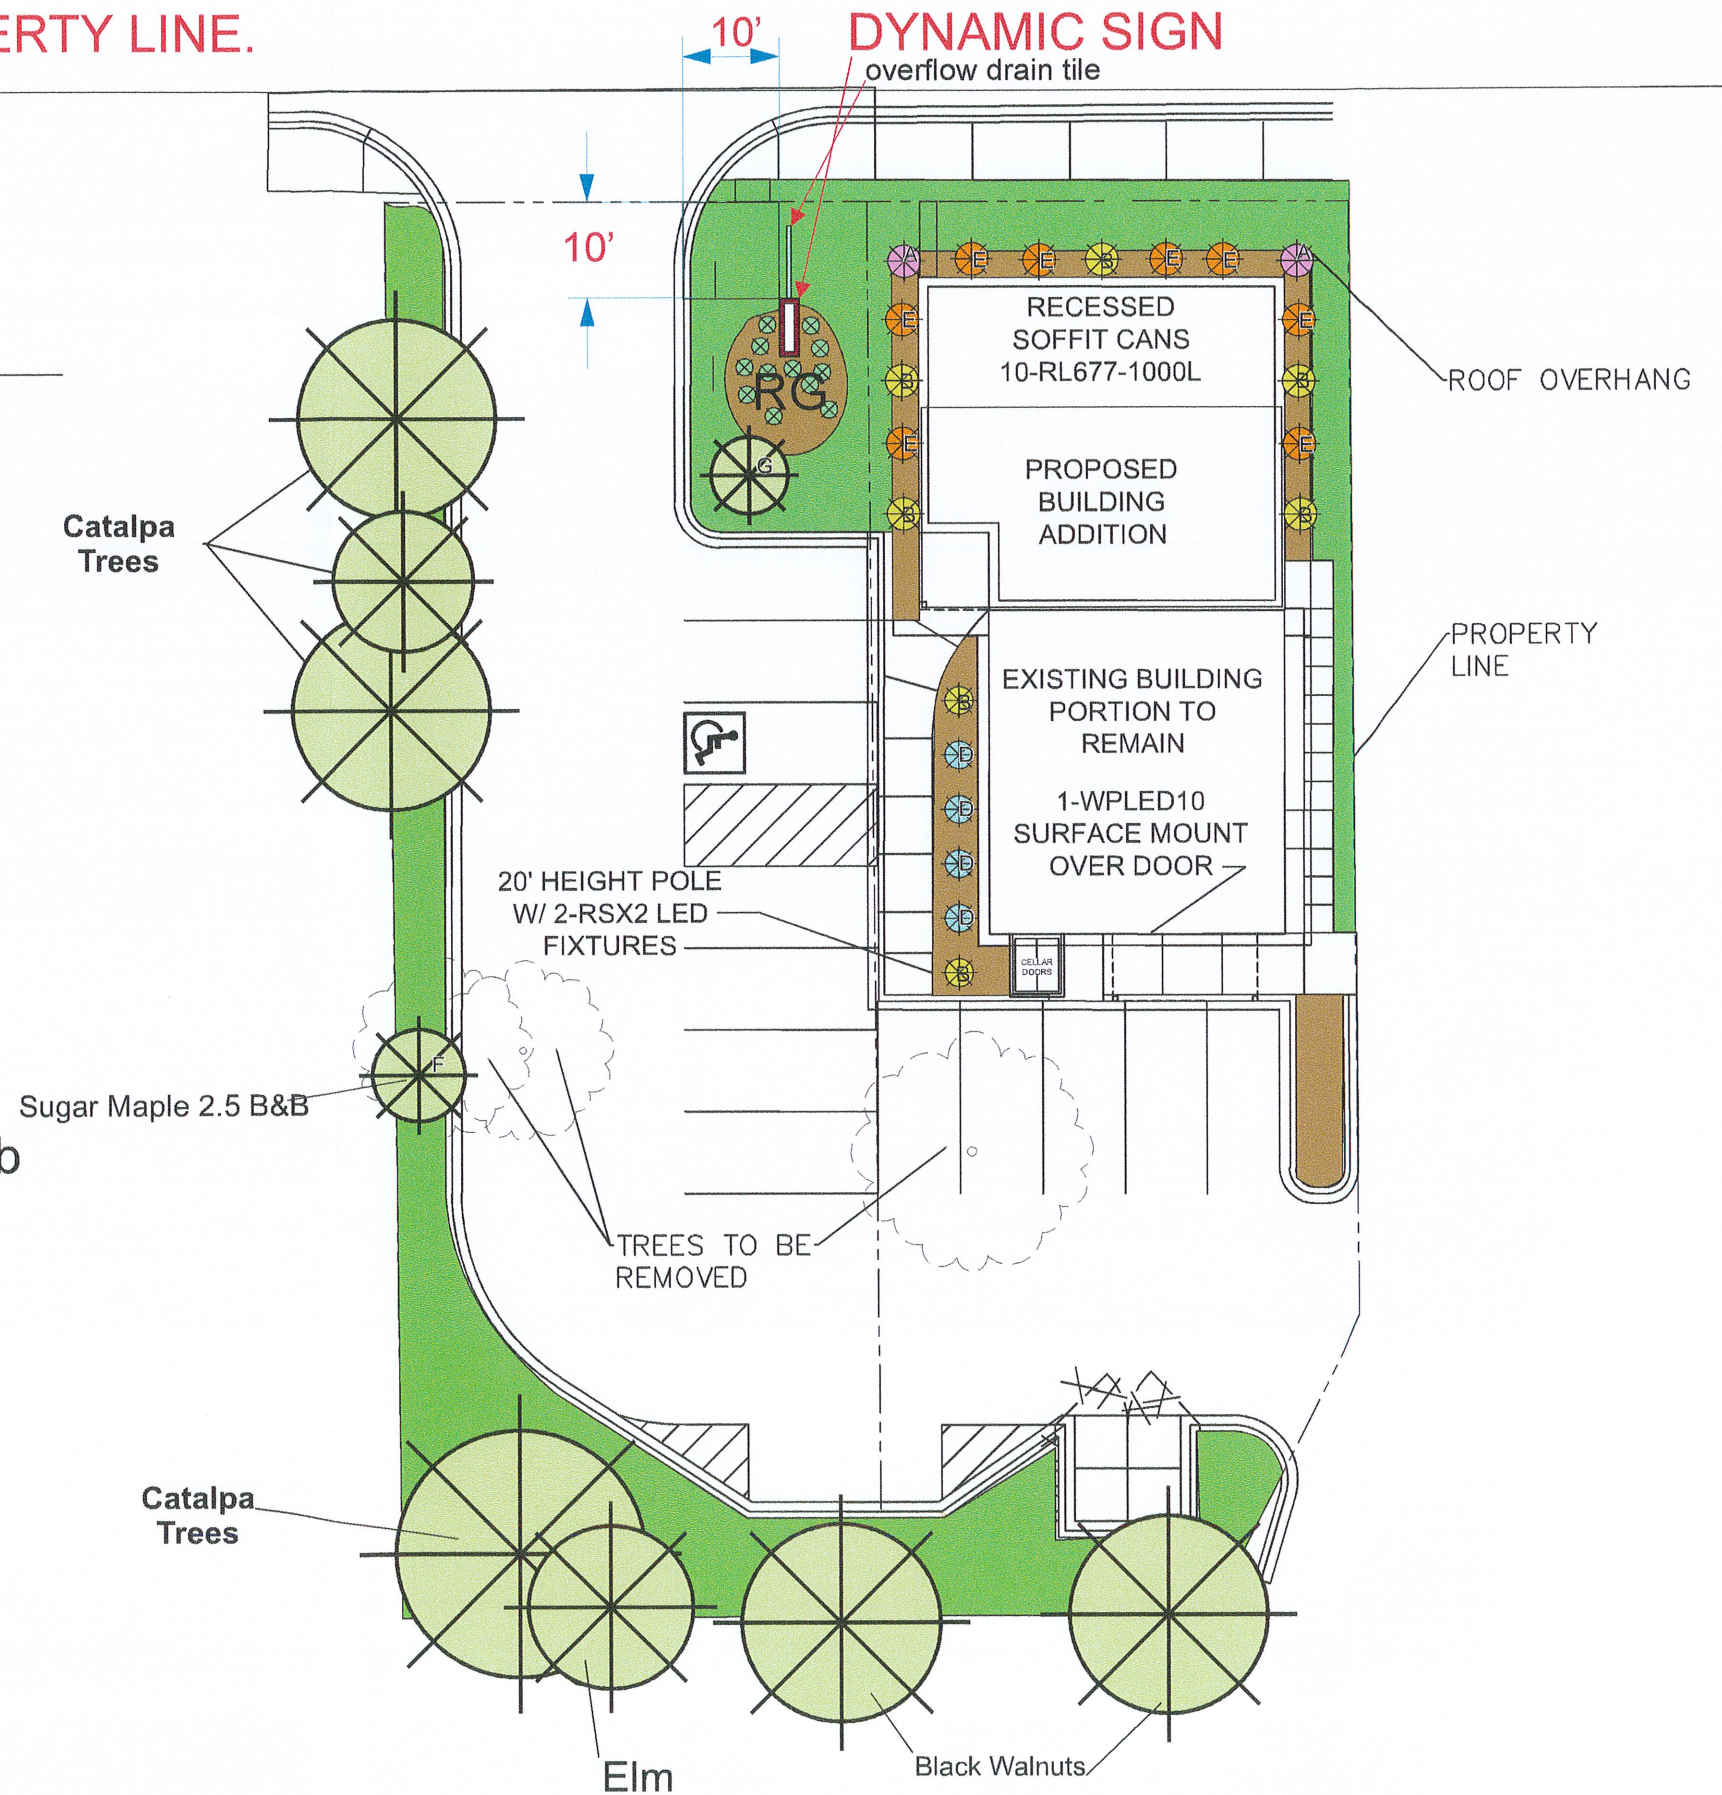 ERTY LINE.
10'
DYNAMIC SIGN
overflow drain tile
10'
A
E
E
B
E
E
A
E
E
B
B
E
E
B
B
RECESSED
SOFFIT CANS
10-RL677-1000L
ROOF OVERHANG
RG
G
PROPOSED
BUILDING
ADDITION
Catalpa
Trees
PROPERTY
LINE
EXISTING BUILDING
PORTION TO
REMAIN
1-WPLED10
SURFACE MOUNT
OVER DOOR
B
D
D
D
D
B
20' HEIGHT POLE
W/ 2-RSX2 LED
FIXTURES
CELLAR
DOORS
F
Sugar Maple 2.5 B&B
b
TREES TO BE
REMOVED
Catalpa
Trees
Elm
Black Walnuts